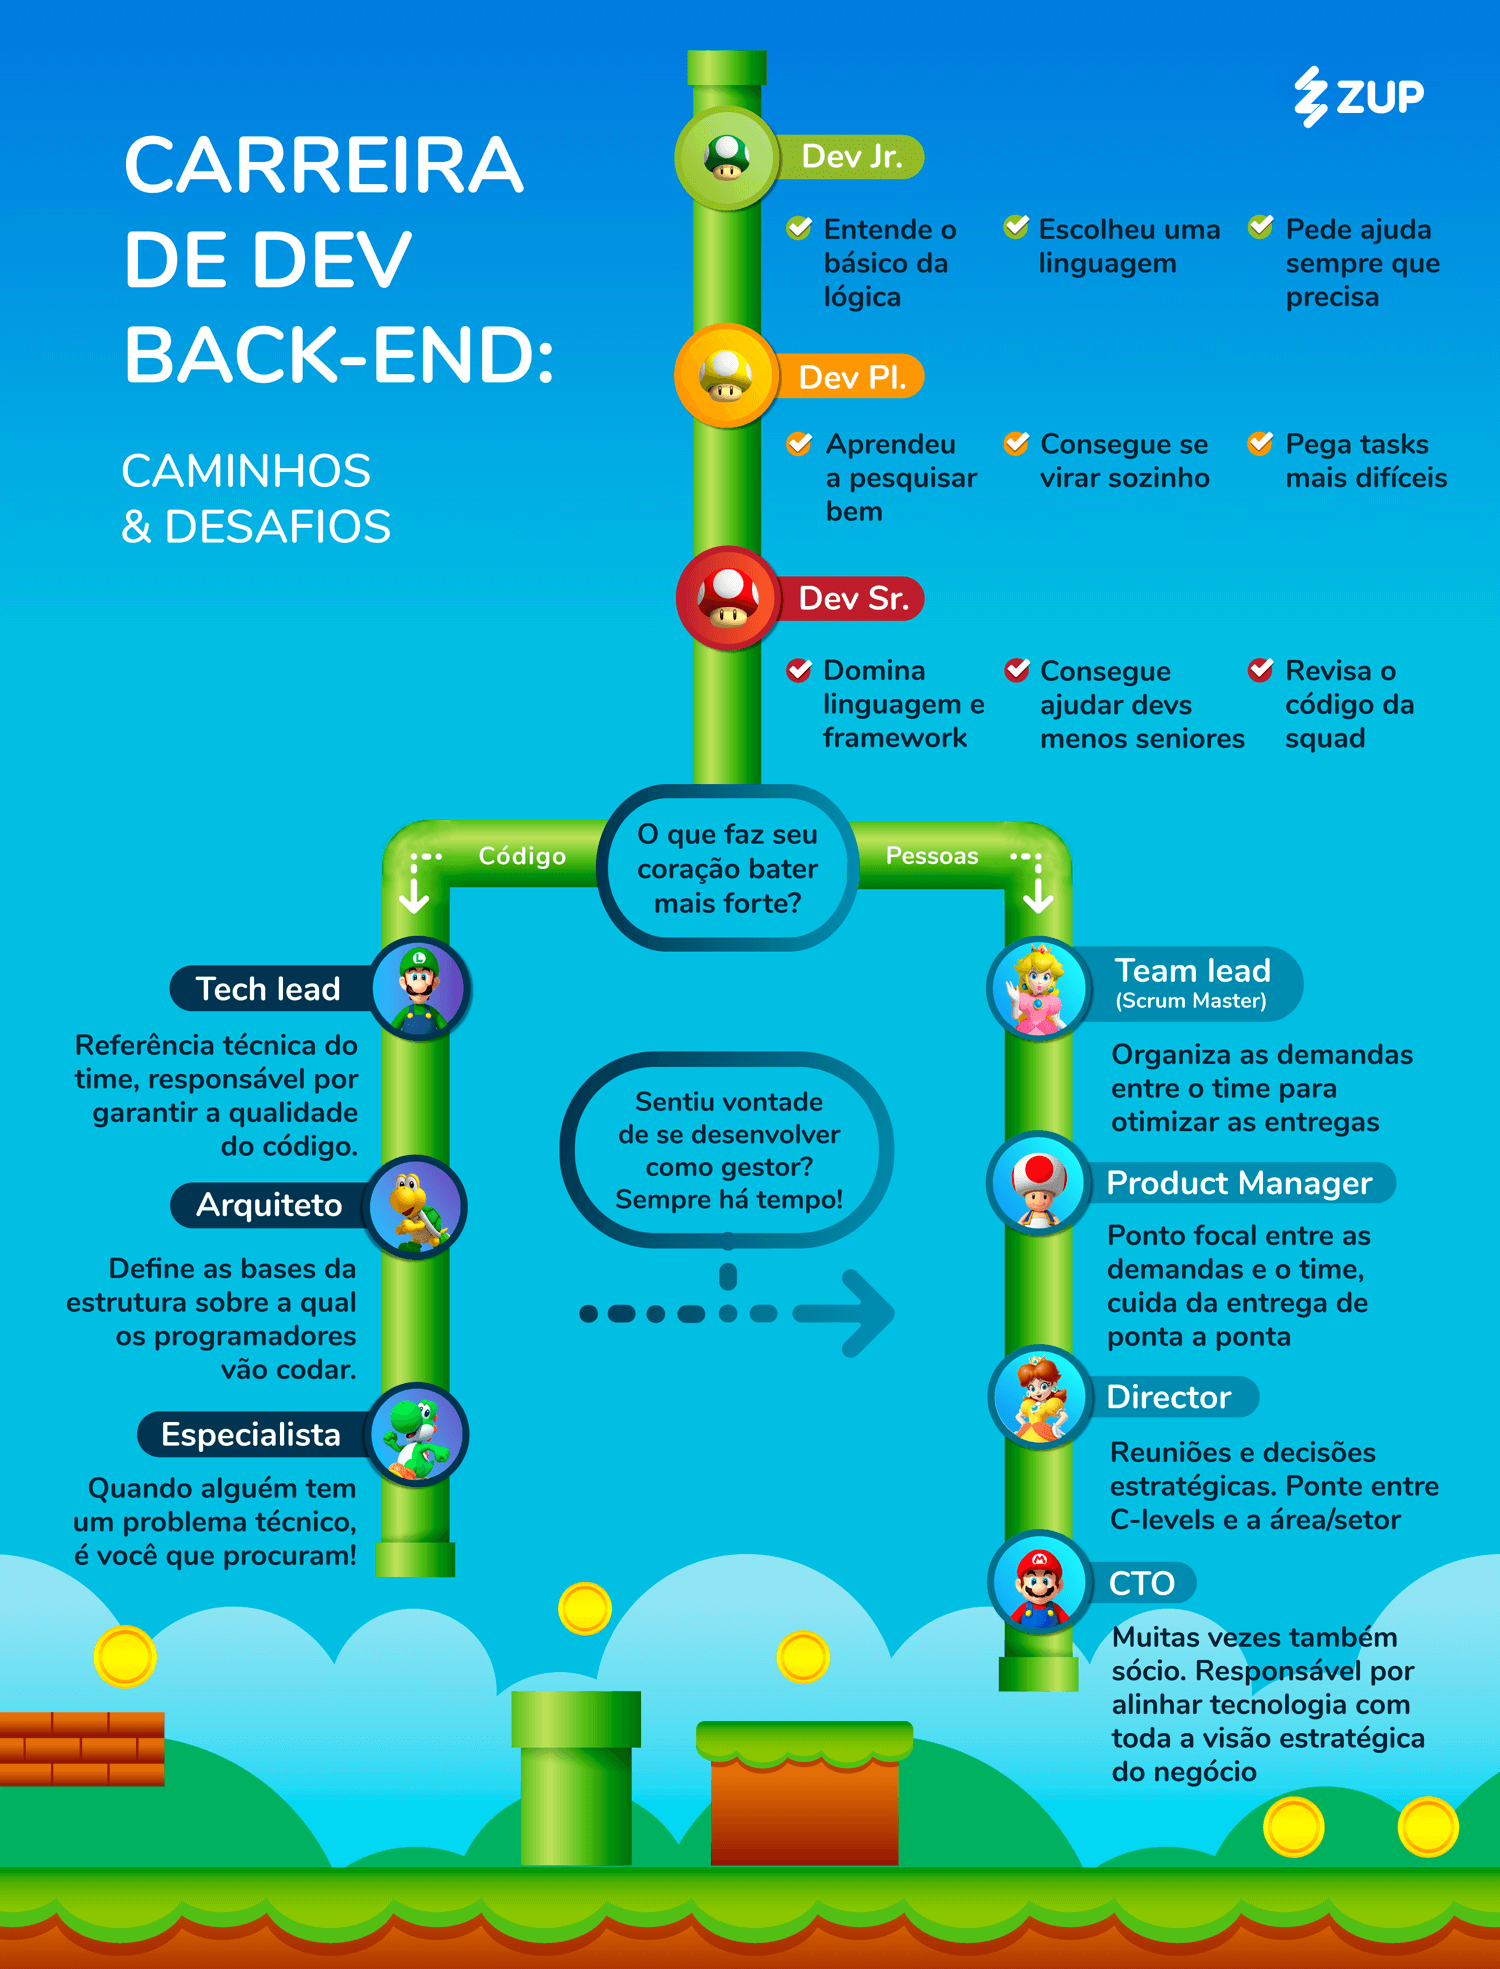 ZUP
CARREIRA
DE DEV
BACK-END:
CAMINHOS
& DESAFIOS
Dev Jr.
Entende o
básico da
lógica
Escolheu uma
linguagem
Pede ajuda
sempre que
precisa
Dev Pl.
Aprendeu
a pesquisar
bem
Consegue se
virar sozinho
Pega tasks
mais difíceis
Dev Sr.
Domina
linguagem e
framework
Consegue
ajudar devs
menos seniores
Revisa o
código da
squad
O que faz seu
coração bater
mais forte?
Código
Pessoas
L
Tech lead
Referência técnica do
time, responsável por
garantir a qualidade
do código.
Arquiteto
Define as bases da
estrutura sobre a qual
os programadores
vão codar.
Especialista
Quando alguém tem
um problema técnico,
é você que procuram!
Sentiu vontade
de se desenvolver
como gestor?
Sempre há tempo!
Team lead
(Scrum Master)
Organiza as demandas
entre o time para
otimizar as entregas
Product Manager
Ponto focal entre as
demandas e o time,
cuida da entrega de
ponta a ponta
Director
Reuniões e decisões
estratégicas. Ponte entre
C-levels e a área/setor
M
CTO
Muitas vezes também
sócio. Responsável por
alinhar tecnologia com
toda a visão estratégica
do negócio